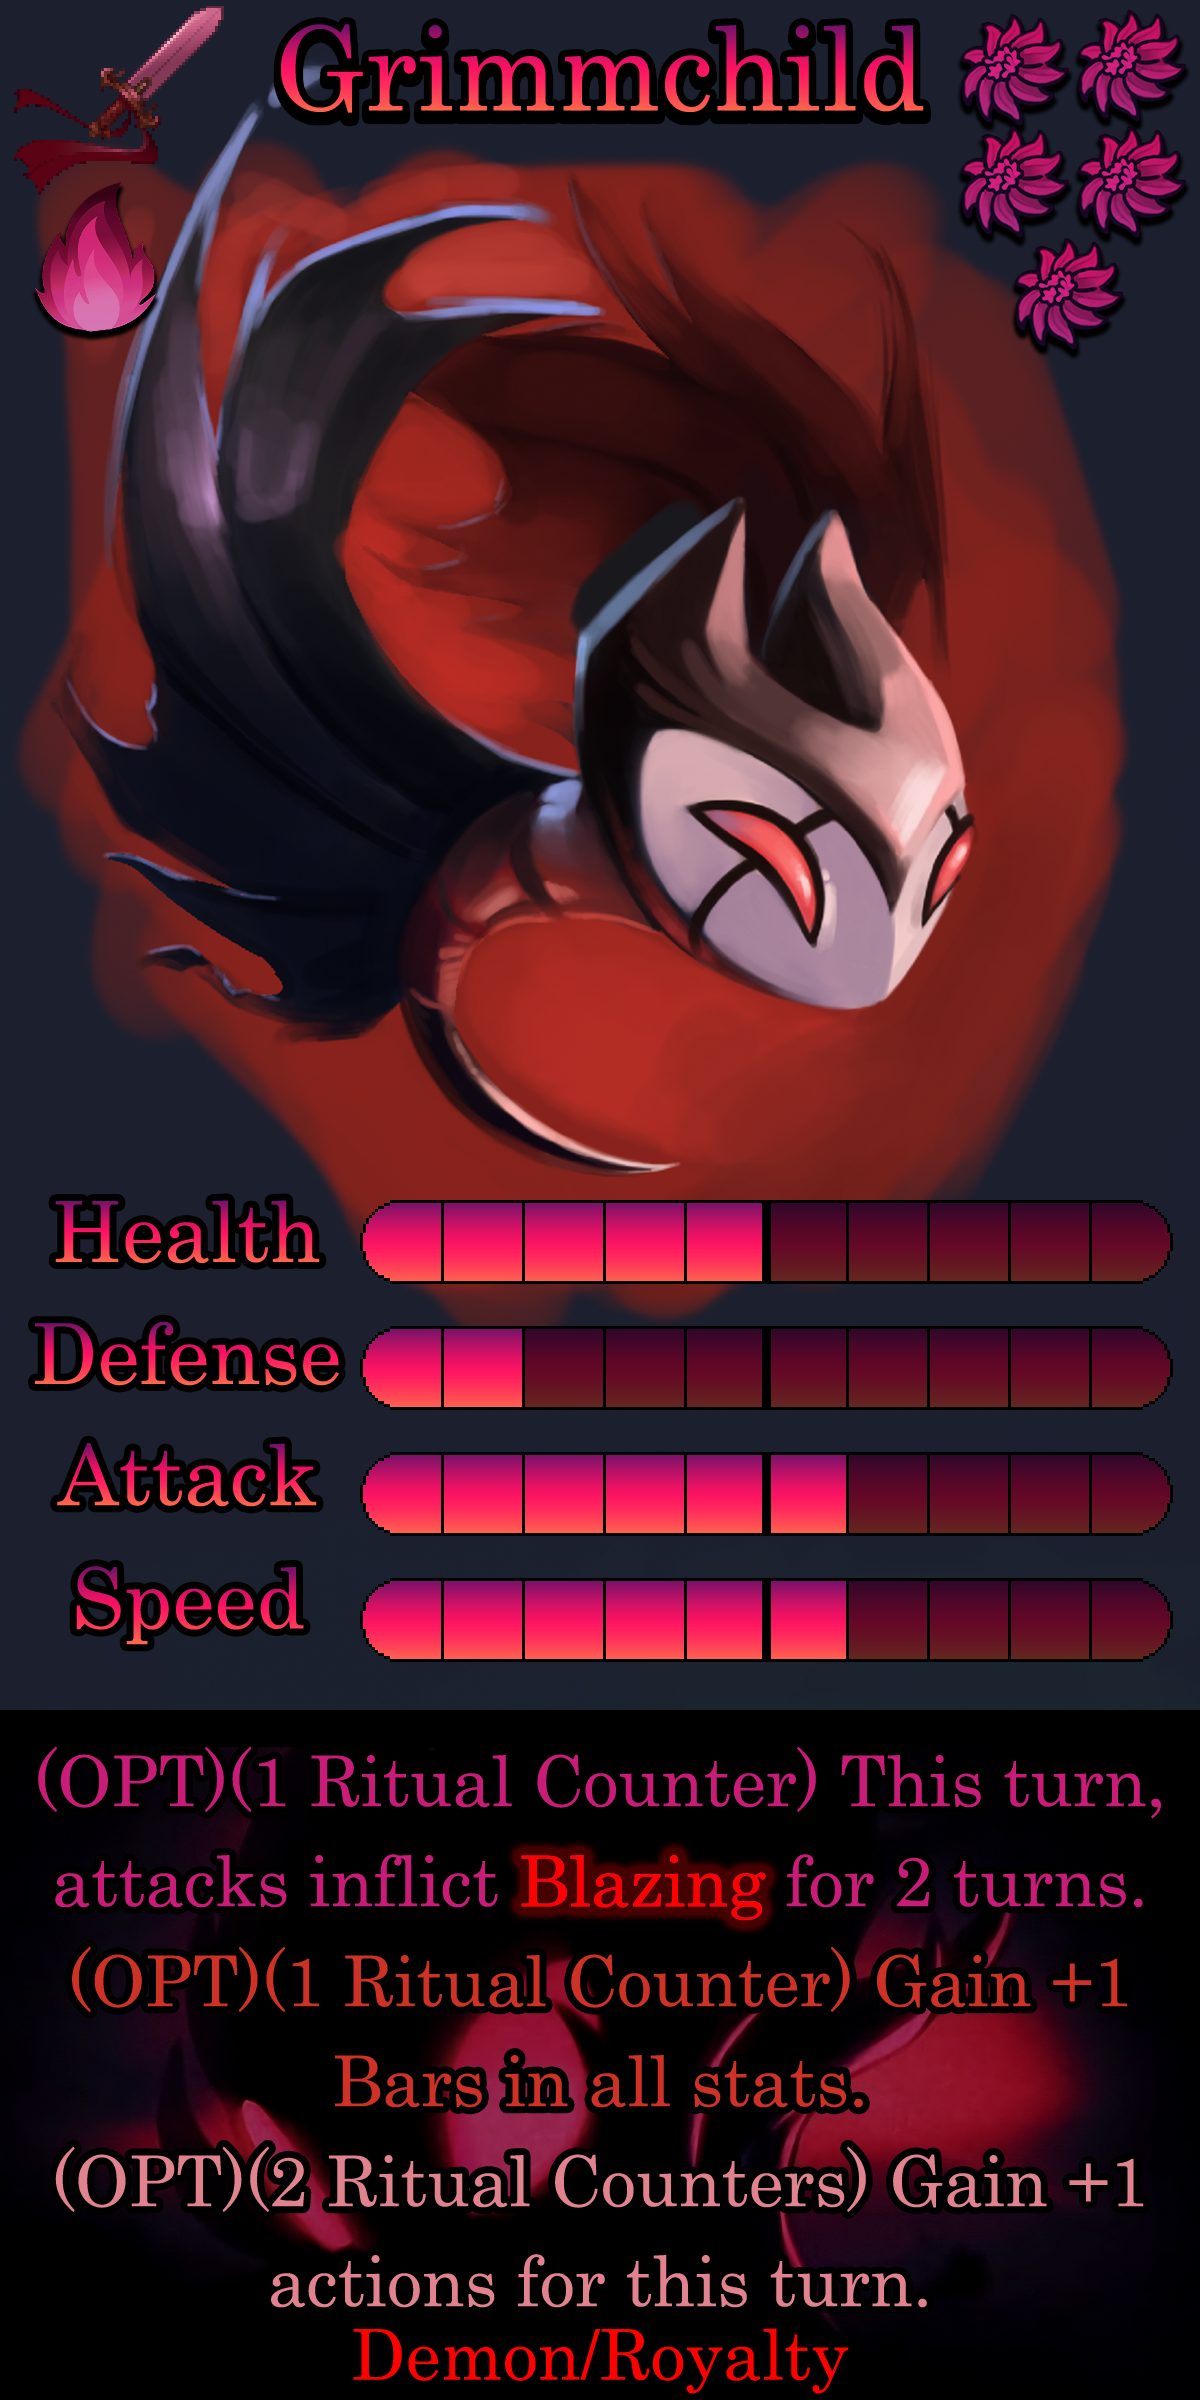 Grimmchild
Health
Defense
Attack
Speed
(OPT)(1 Ritual Counter) This turn,
attacks inflict Blazing for 2 turns.
(OPT)(1 Ritual Counter) Gain +1
Bars in all stats.
(OPT)(2 Ritual Counters) Gain +1
actions for this turn.
Demon/Royalty